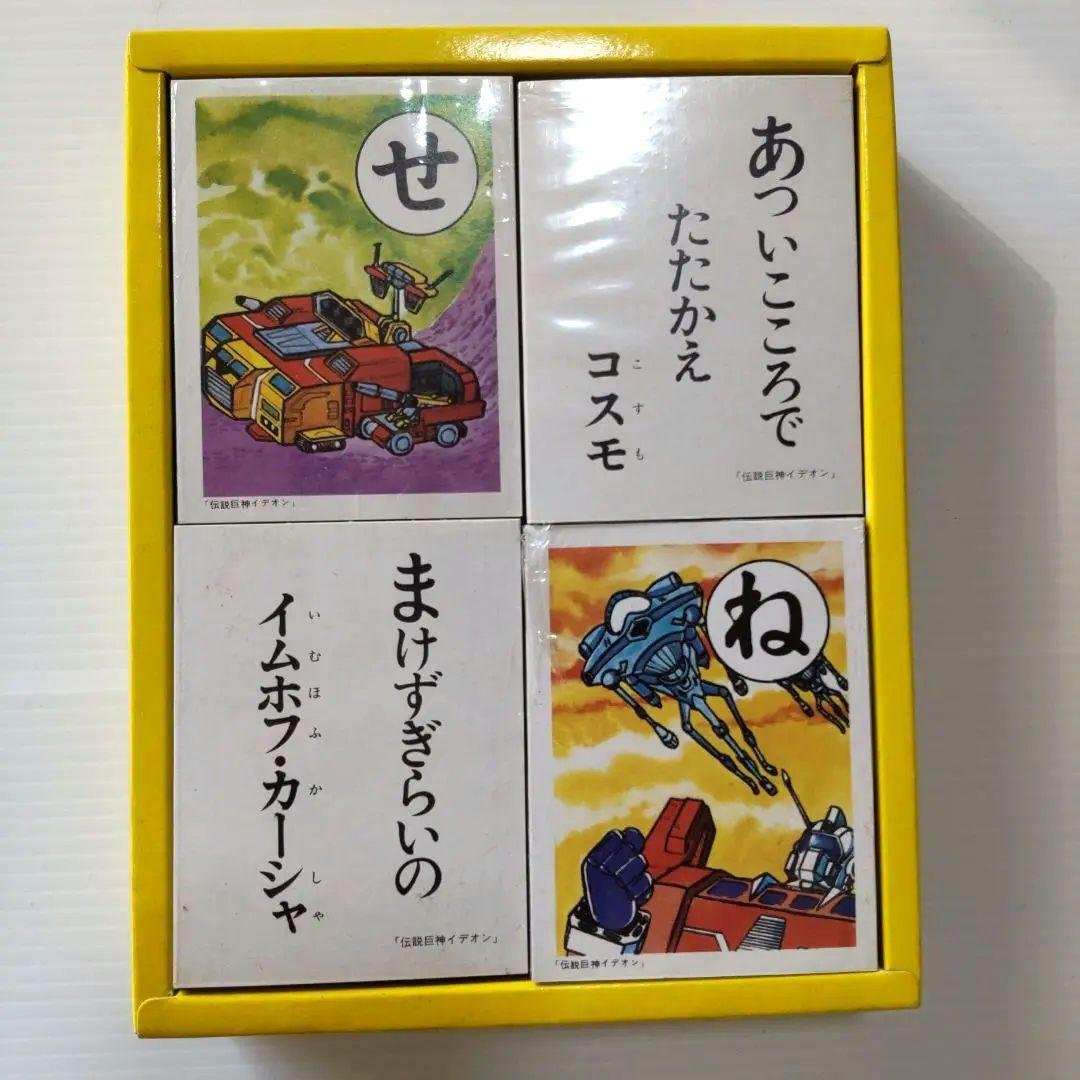 せ
「伝説巨神イデオン」
あついこころで
たたかえ
コスモ
こすも
「伝説巨神イデオン」
まけずぎらいの
イムホフ・カーシャ
いむほふかしや
「伝説巨神イデオン」
ね
「伝説巨神イデオン」